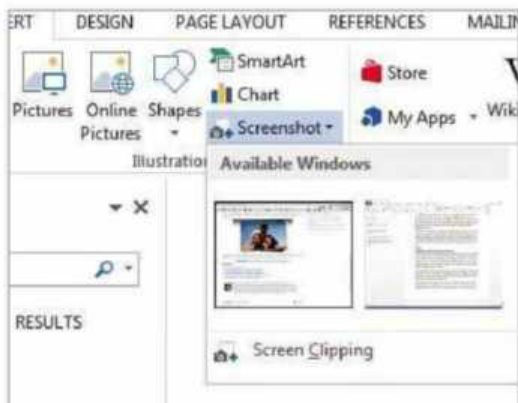 ERT DESIGN PAGE LAYOUT REFERENCES MAILIN
Pictures Online Pictures Shapes SmartArt Chart Screenshot Store My Apps Wiki
Illustration
Available Windows
RESULTS
Screen Clipping